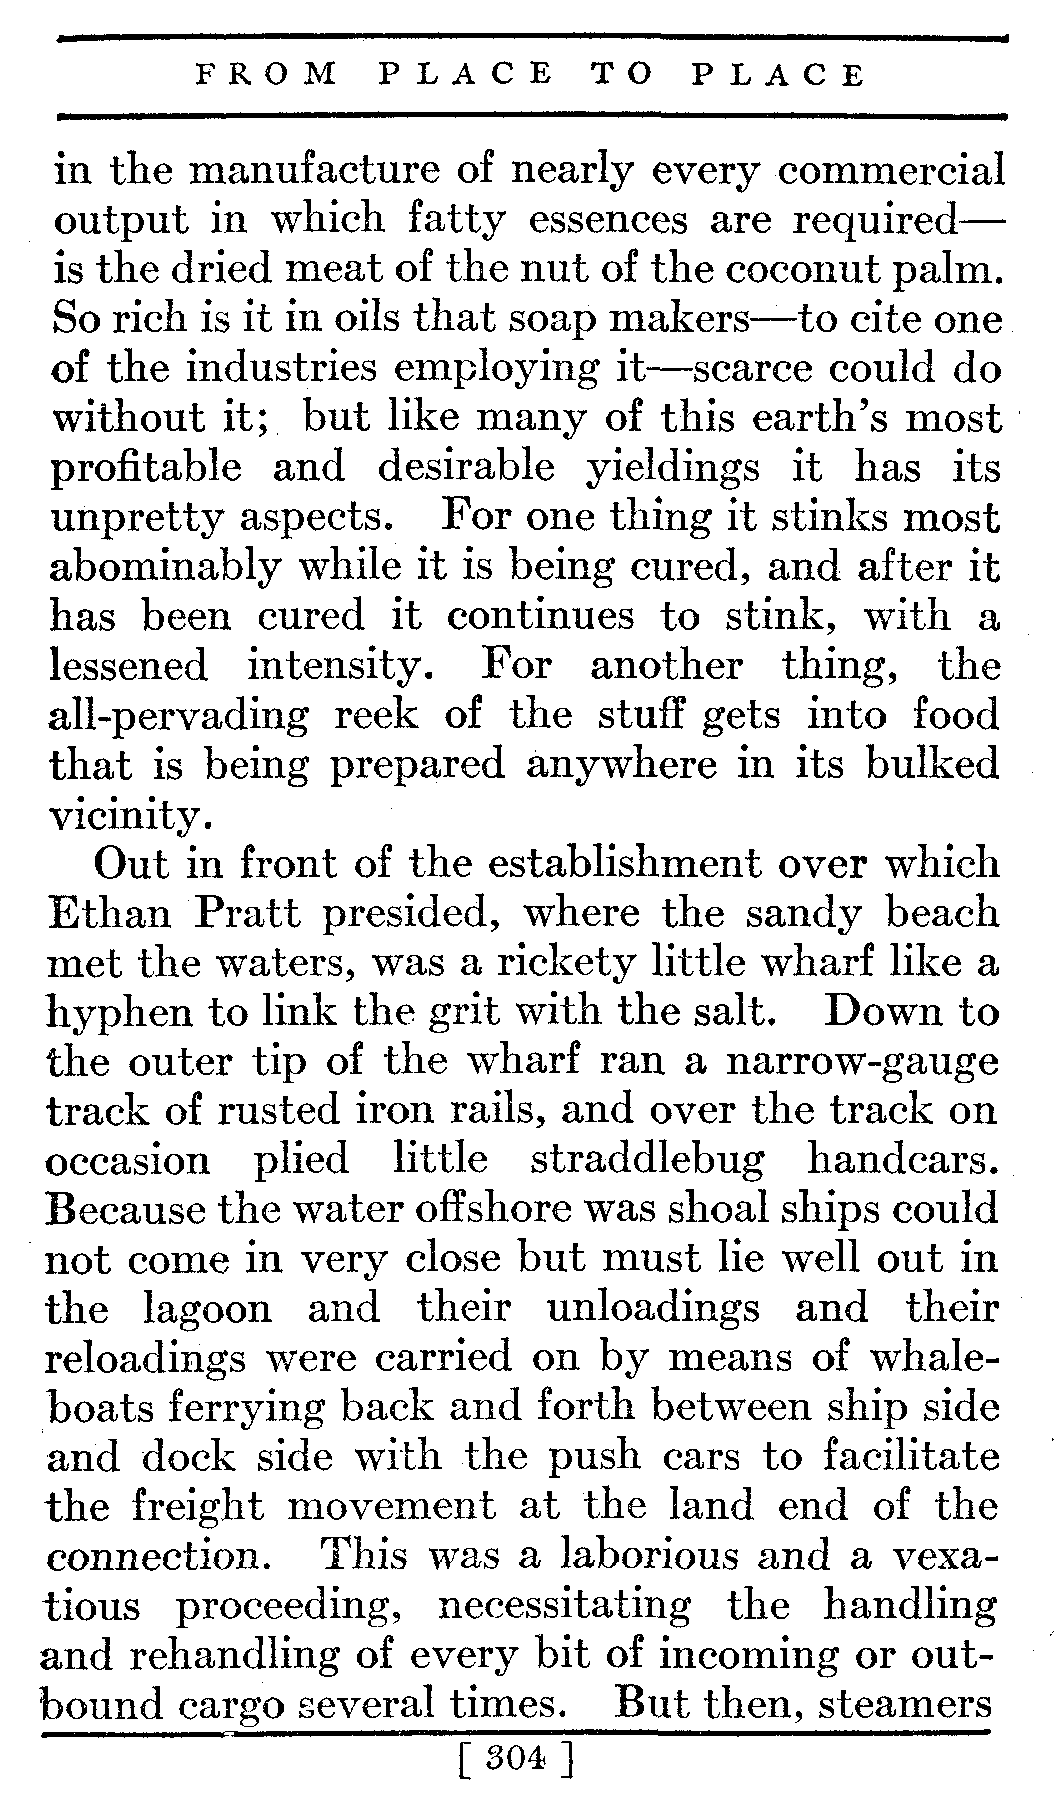 FROM PLACE TO PLACE
in the manufacture of nearly every commercial
output in which fatty essences are required—
is the dried meat of the nut of the coconut palm.
So rich is it in oils that soap makers—to cite one
of the industries employing it—scarce could do
without it; but like many of this earth's most
profitable and desirable yieldings it has its
unpretty aspects. For one thing it stinks most
abominably while it is being cured, and after it
has been cured it continues to stink, with a
lessened intensity. For another thing, the
all-pervading reek of the stuff gets into food
that is being prepared anywhere in its bulked
vicinity.
Out in front of the establishment over which
Ethan Pratt presided, where the sandy beach
met the waters, was a rickety little wharf like a
hyphen to link the grit with the salt. Down to
the outer tip of the wharf ran a narrow-gauge
track of rusted iron rails, and over the track on
occasion plied little straddlebug handcars.
Because the water offshore was shoal ships could
not come in very close but must lie well out in
the lagoon and their unloadings and their
reloadings were carried on by means of whale-
boats ferrying back and forth between ship side
and dock side with the push cars to facilitate
the freight movement at the land end of the
connection. This was a laborious and a vexa-
tious proceeding, necessitating the handling
and rehandling of every bit of incoming or out-
bound cargo several times. But then, steamers
[ 304 ]